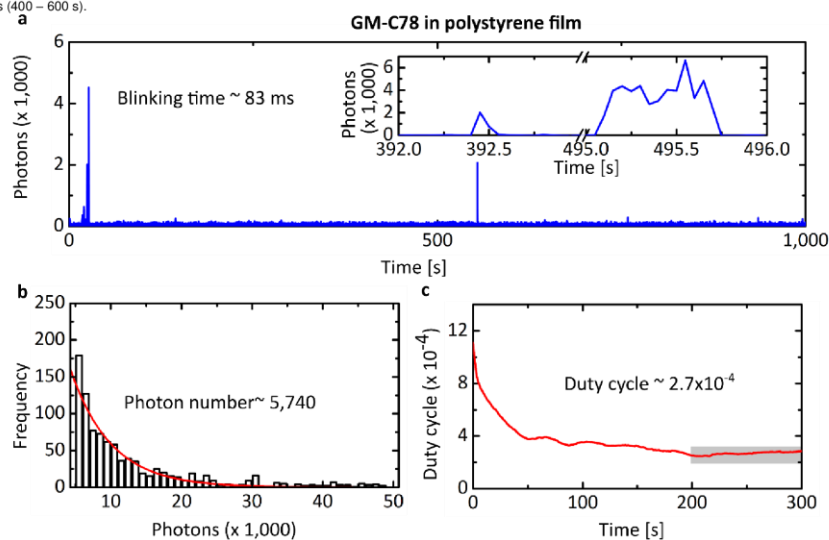 s (400 – 600 s).
a
GM-C78 in polystyrene film
Photons (x 1,000)
6
4
2
0
Blinking time ~ 83 ms
Photons
(x 1,000)
6
4
2
0
392.0 392.5 495.0 495.5 496.0
Time [s]
0 500 1,000
Time [s]
b
Frequency
250
200
150
100
50
0
Photon number~ 5,740
10 20 30 40 50
Photons (x 1,000)
c
Duty cycle (x 10-4)
12
8
4
0
Duty cycle ~ 2.7x10-4
0 100 200 300
Time [s]